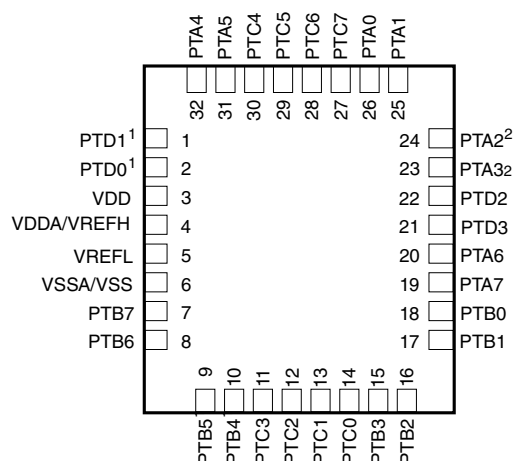 PTA4 PTA5 PTC4 PTC5 PTC6 PTC7 PTA0 PTA1
32 31 30 29 28 27 26 25
PTD1¹ 1 24 PTA2²
PTD0¹ 2 23 PTA32
VDD 3 22 PTD2
VDDA/VREFH 4 21 PTD3
VREFL 5 20 PTA6
VSSA/VSS 6 19 PTA7
PTB7 7 18 PTB0
PTB6 8 17 PTB1
9 10 11 12 13 14 15 16
PTB5 PTB4 PTC3 PTC2 PTC1 PTC0 PTB3 PTB2